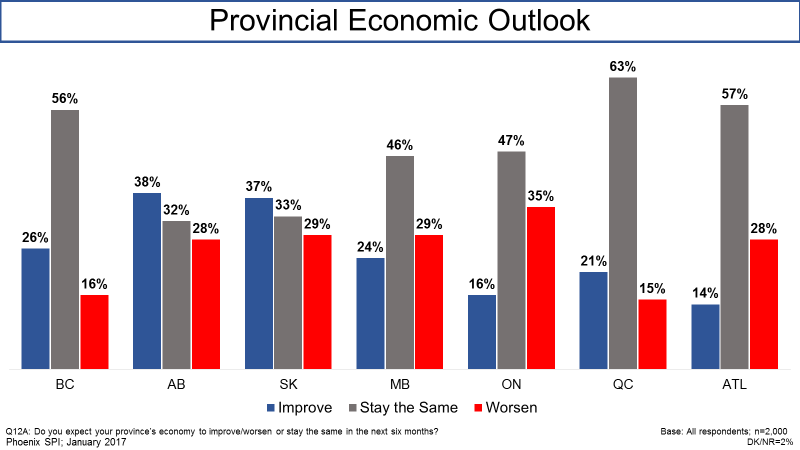 Provincial Economic Outlook
26%
56%
16%
38%
32%
28%
37%
33%
29%
24%
46%
29%
16%
47%
35%
21%
63%
15%
14%
57%
28%
BC
AB
SK
MB
ON
QC
ATL
Improve
Stay the Same
Worsen
Q12A: Do you expect your province's economy to improve/worsen or stay the same in the next six months?
Phoenix SPI; January 2017
Base: All respondents; n=2,000
DK/NR=2%